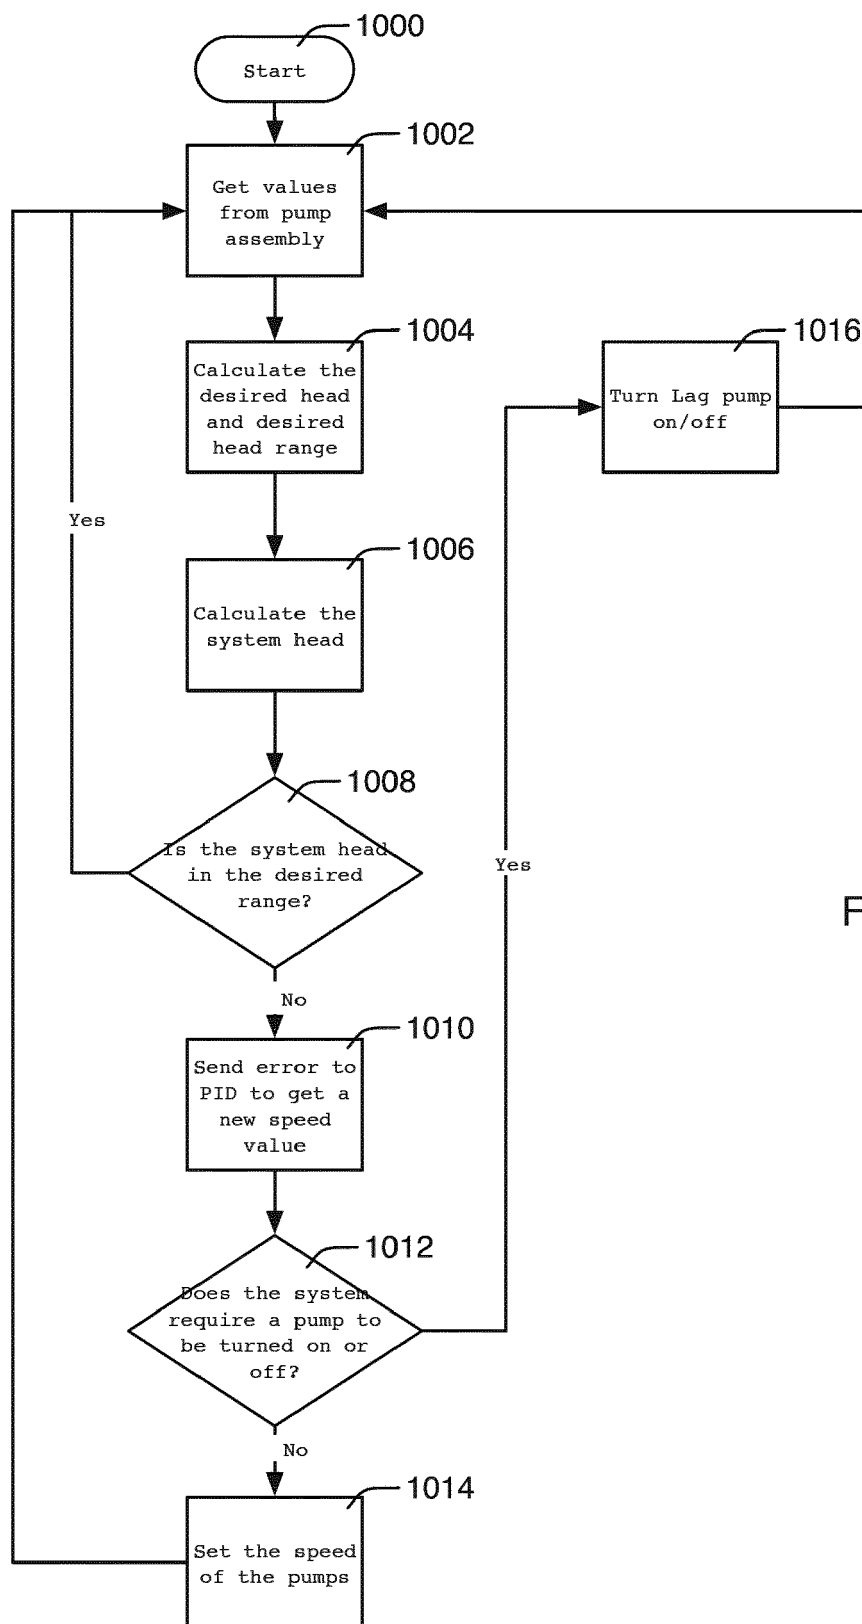 1000
Start
1002
Get values
from pump
assembly
1004
Calculate the
desired head
and desired
head range
1016
Turn Lag pump
on/off
Yes
1006
Calculate the
system head
1008
Is the system head
in the desired
range?
Yes
F
No
1010
Send error to
PID to get a
new speed
value
1012
Does the system
require a pump to
be turned on or
off?
No
1014
Set the speed
of the pumps